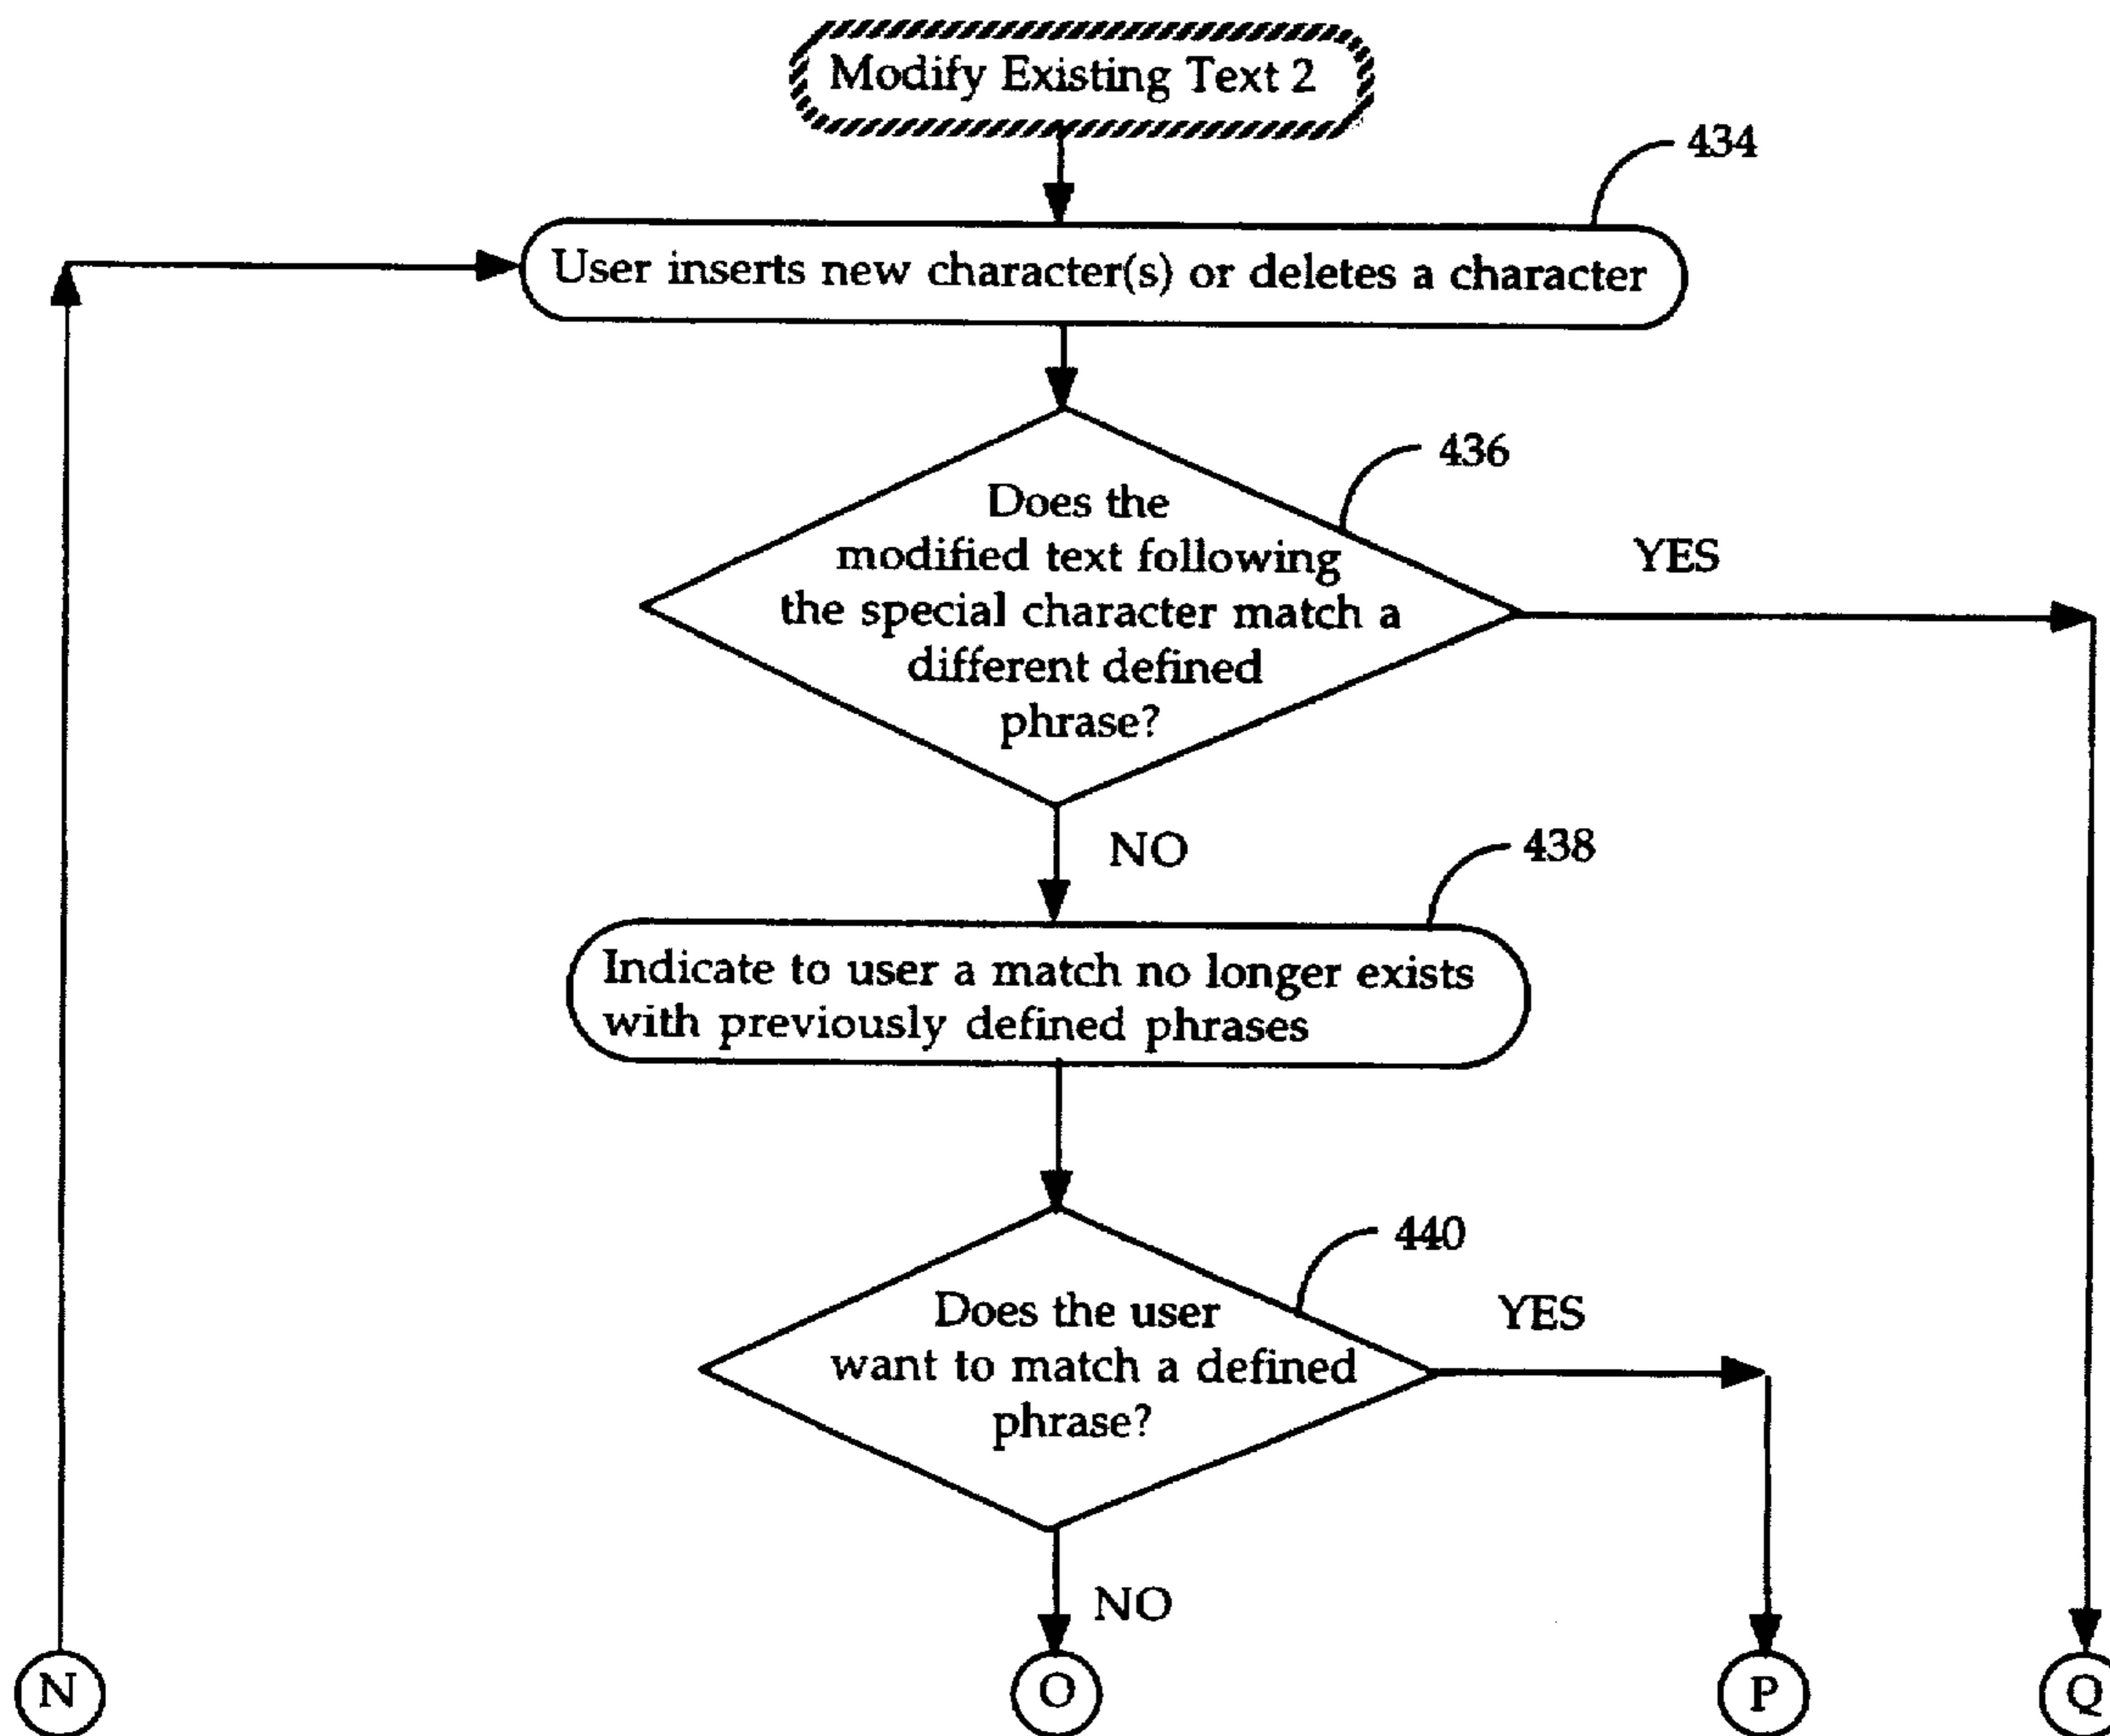 Modify Existing Text 2
434
User inserts new character(s) or deletes a character
436
Does the
modified text following
the special character match a
different defined
phrase?
YES
NO
438
Indicate to user a match no longer exists
with previously defined phrases
440
Does the user
want to match a defined
phrase?
YES
NO
N
O
P
Q